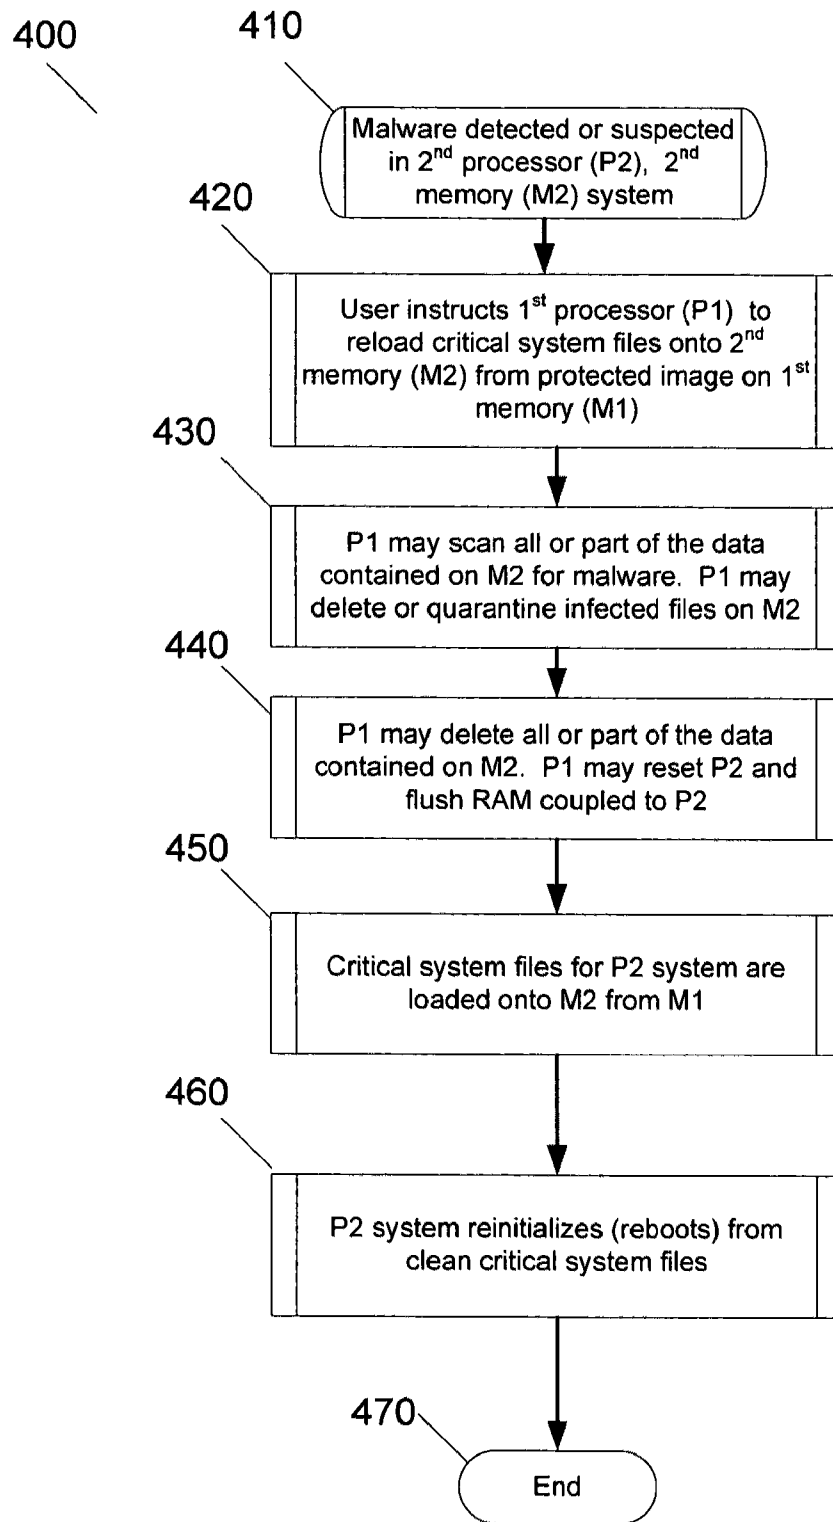 400
410
Malware detected or suspected
in 2nd processor (P2), 2nd
memory (M2) system
420
User instructs 1st processor (P1) to
reload critical system files onto 2nd
memory (M2) from protected image on 1st
memory (M1)
430
P1 may scan all or part of the data
contained on M2 for malware. P1 may
delete or quarantine infected files on M2
440
P1 may delete all or part of the data
contained on M2. P1 may reset P2 and
flush RAM coupled to P2
450
Critical system files for P2 system are
loaded onto M2 from M1
460
P2 system reinitializes (reboots) from
clean critical system files
470
End